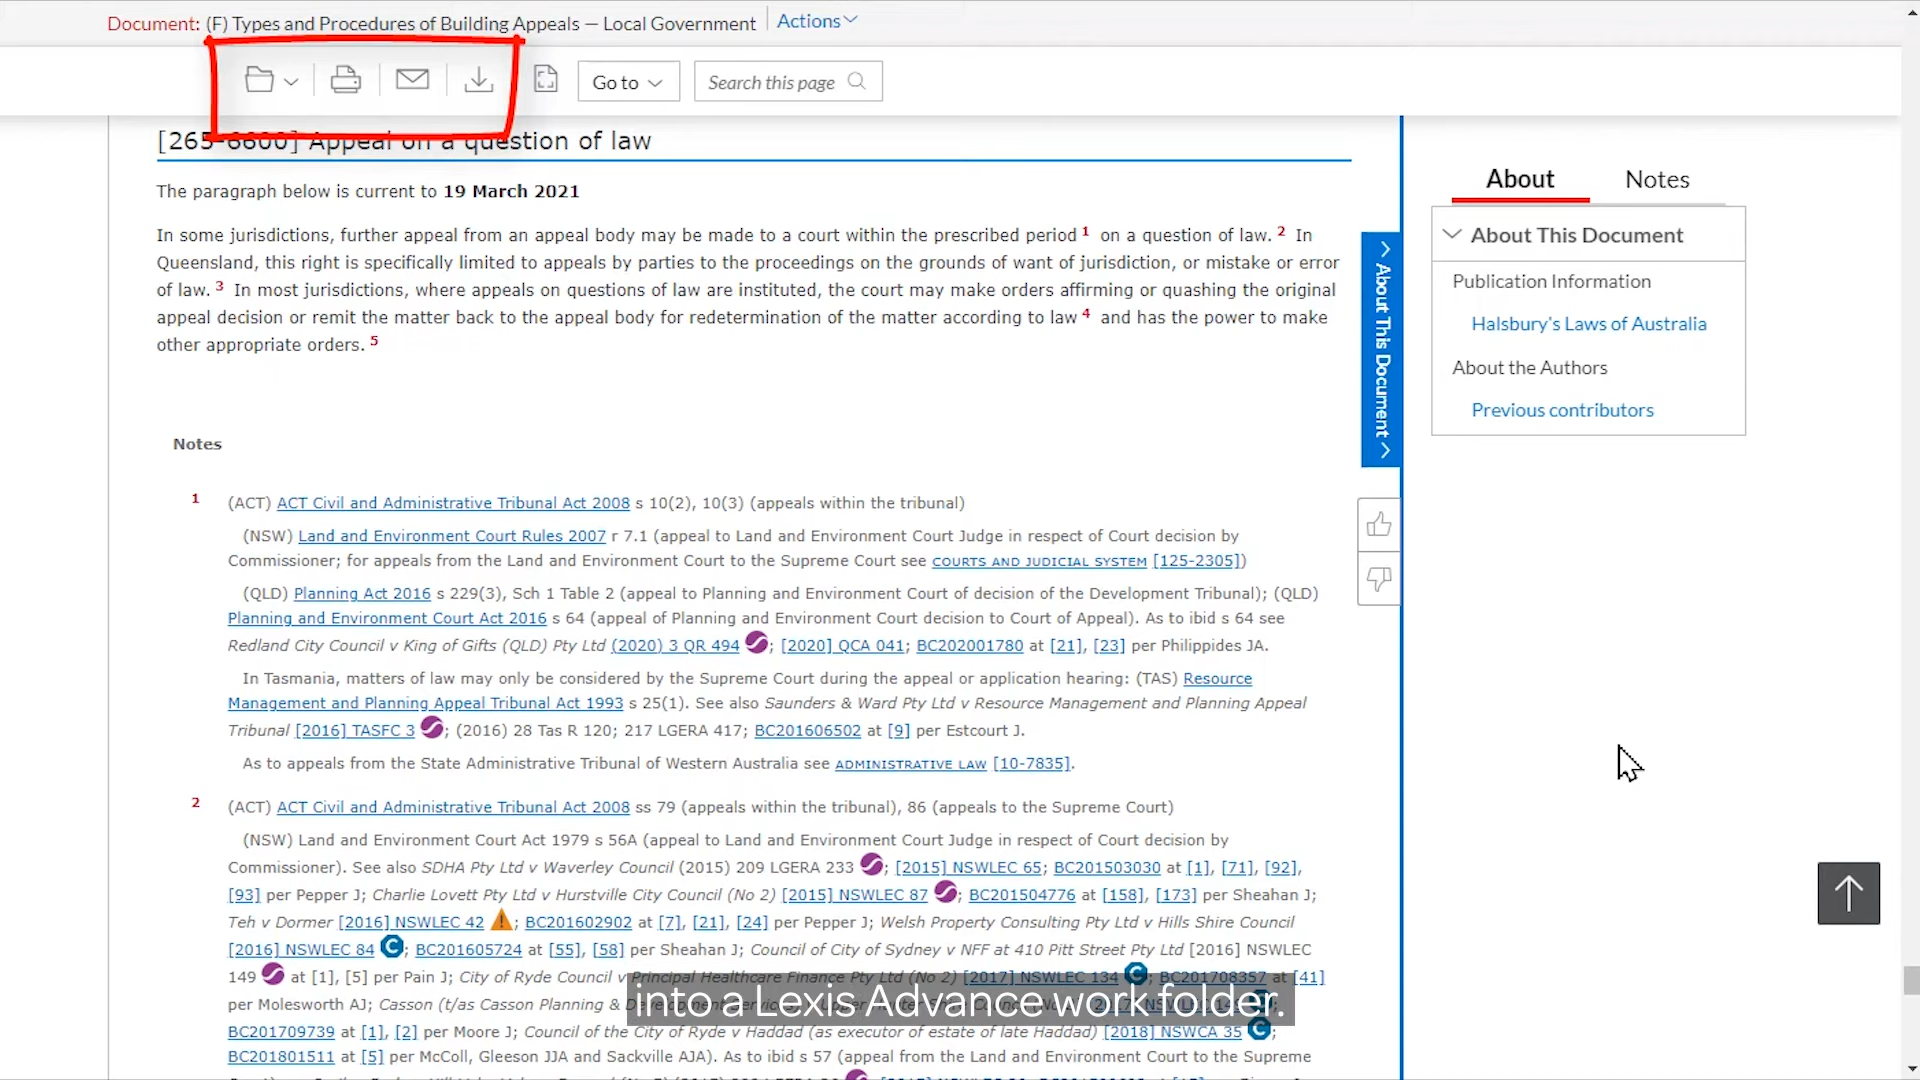 Document: (F) Types and Procedures of Building Appeals — Local Government
Actions
Go to
Search this page
[265-6600] Appeal on a question of law
The paragraph below is current to 19 March 2021
In some jurisdictions, further appeal from an appeal body may be made to a court within the prescribed period 1 on a question of law. 2 In
Queensland, this right is specifically limited to appeals by parties to the proceedings on the grounds of want of jurisdiction, or mistake or error
of law. 3 In most jurisdictions, where appeals on questions of law are instituted, the court may make orders affirming or quashing the original
appeal decision or remit the matter back to the appeal body for redetermination of the matter according to law 4 and has the power to make
other appropriate orders. 5
Notes
1 (ACT) ACT Civil and Administrative Tribunal Act 2008 s 10(2), 10(3) (appeals within the tribunal)
(NSW) Land and Environment Court Rules 2007 r 7.1 (appeal to Land and Environment Court Judge in respect of Court decision by
Commissioner; for appeals from the Land and Environment Court to the Supreme Court see COURTS AND JUDICIAL SYSTEM [125-2305])
(QLD) Planning Act 2016 s 229(3), Sch 1 Table 2 (appeal to Planning and Environment Court of decision of the Development Tribunal); (QLD)
Planning and Environment Court Act 2016 s 64 (appeal of Planning and Environment Court decision to Court of Appeal). As to ibid s 64 see
Redland City Council v King of Gifts (QLD) Pty Ltd (2020) 3 QR 494 ; [2020] QCA 041; BC202001780 at [21], [23] per Philippides JA.
In Tasmania, matters of law may only be considered by the Supreme Court during the appeal or application hearing: (TAS) Resource
Management and Planning Appeal Tribunal Act 1993 s 25(1). See also Saunders & Ward Pty Ltd v Resource Management and Planning Appeal
Tribunal [2016] TASFC 3 ; (2016) 28 Tas R 120; 217 LGERA 417; BC201606502 at [9] per Estcourt J.
As to appeals from the State Administrative Tribunal of Western Australia see ADMINISTRATIVE LAW [10-7835].
2 (ACT) ACT Civil and Administrative Tribunal Act 2008 ss 79 (appeals within the tribunal), 86 (appeals to the Supreme Court)
(NSW) Land and Environment Court Act 1979 s 56A (appeal to Land and Environment Court Judge in respect of Court decision by
Commissioner). See also SDHA Pty Ltd v Waverley Council (2015) 209 LGERA 233 ; [2015] NSWLEC 65; BC201503030 at [1], [71], [92],
[93] per Pepper J; Charlie Lovett Pty Ltd v Hurstville City Council (No 2) [2015] NSWLEC 87 ; BC201504776 at [158], [173] per Sheahan J;
Teh v Dormer [2016] NSWLEC 42 ; BC201602902 at [7], [21], [24] per Pepper J; Welsh Property Consulting Pty Ltd v Hills Shire Council
[2016] NSWLEC 84 C; BC201605724 at [55], [58] per Sheahan J; Council of City of Sydney v NFF at 410 Pitt Street Pty Ltd [2016] NSWLEC
149 at [1], [5] per Pain J; City of Ryde Council v Principal Healthcare Finance Pty Ltd (No 2) [2017] NSWLEC 134 C; BC201708357 at [41]
per Molesworth AJ; Casson (t/as Casson Planning &
BC201709739 at [1], [2] per Moore J; Council of the City of Ryde v Haddad (as executor of estate of late Haddad) [2018] NSWCA 35 C;
BC201801511 at [5] per McColl, Gleeson JJA and Sackville AJA). As to ibid s 57 (appeal from the Land and Environment Court to the Supreme
into a Lexis Advance work folder.
About This Document
About
Notes
About This Document
Publication Information
Halsbury's Laws of Australia
About the Authors
Previous contributors